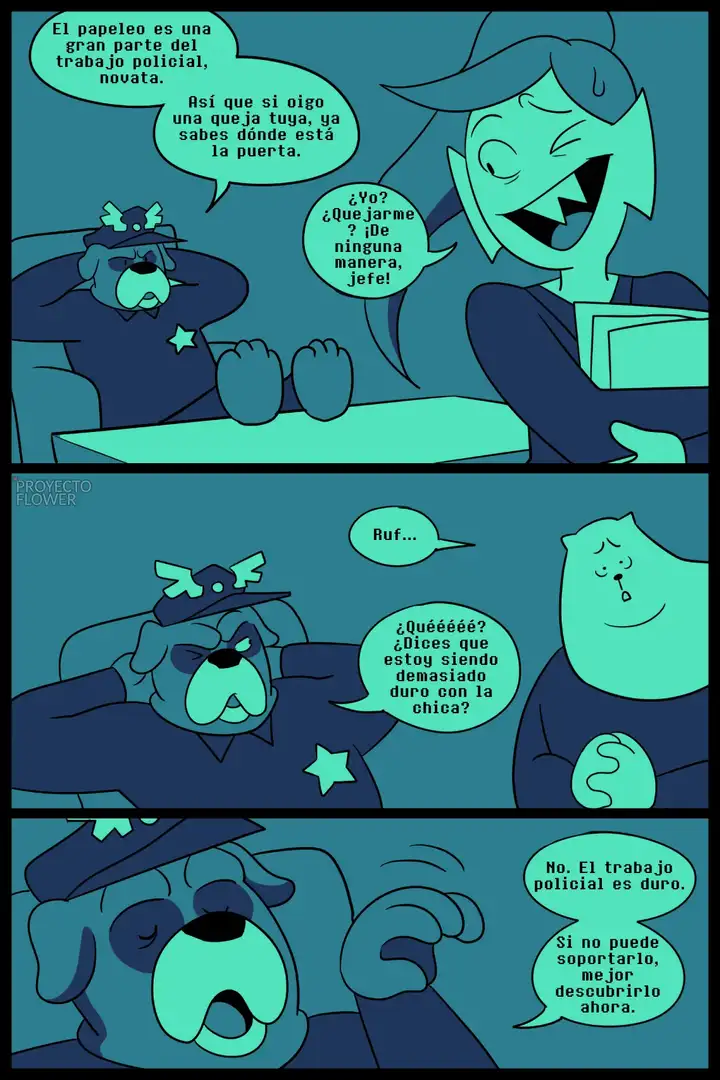 El papeleo es una
gran parte del
trabajo policial,
novata.
Así que si oigo
una queja tuya, ya
sabes dónde está
la puerta.
¿Yo?
¿Quejarme
? ¡De
ninguna
manera,
jefe!
PROYECTO
FLOWER
Ruf...
¿Quééééé?
¿Dices que
estoy siendo
demasiado
duro con la
chica?
No. El trabajo
policial es duro.
Si no puede
soportarlo,
mejor
descubrirlo
ahora.